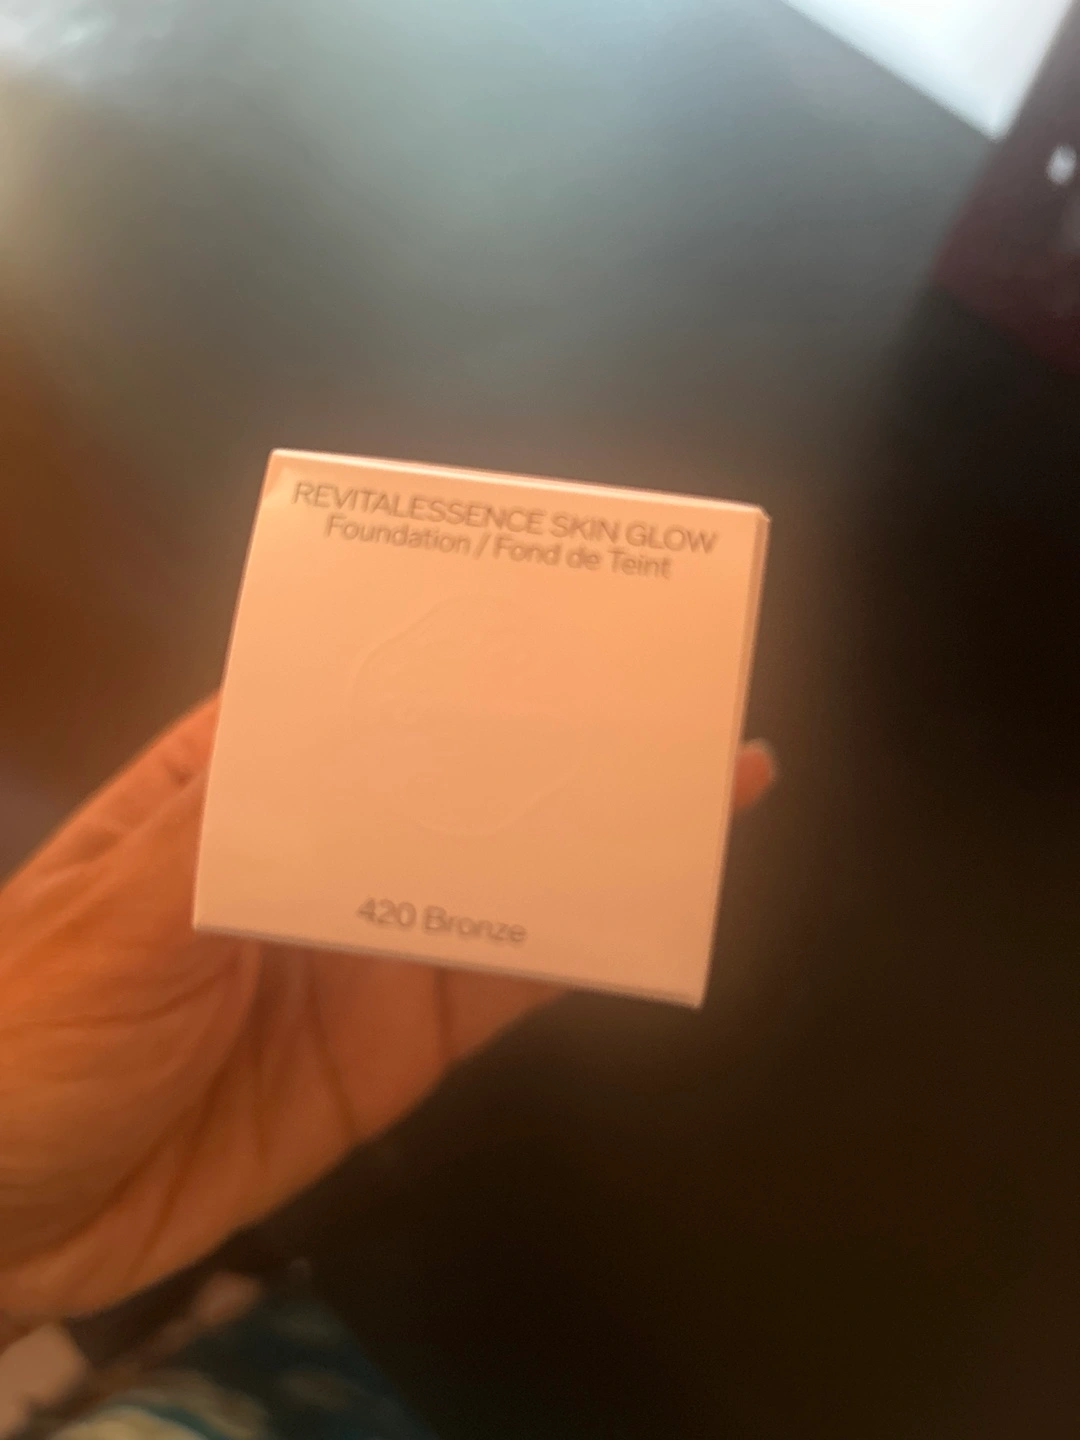 REVITALESSENCE SKIN GLOW
Foundation / Fond de Teint
420 Bronze